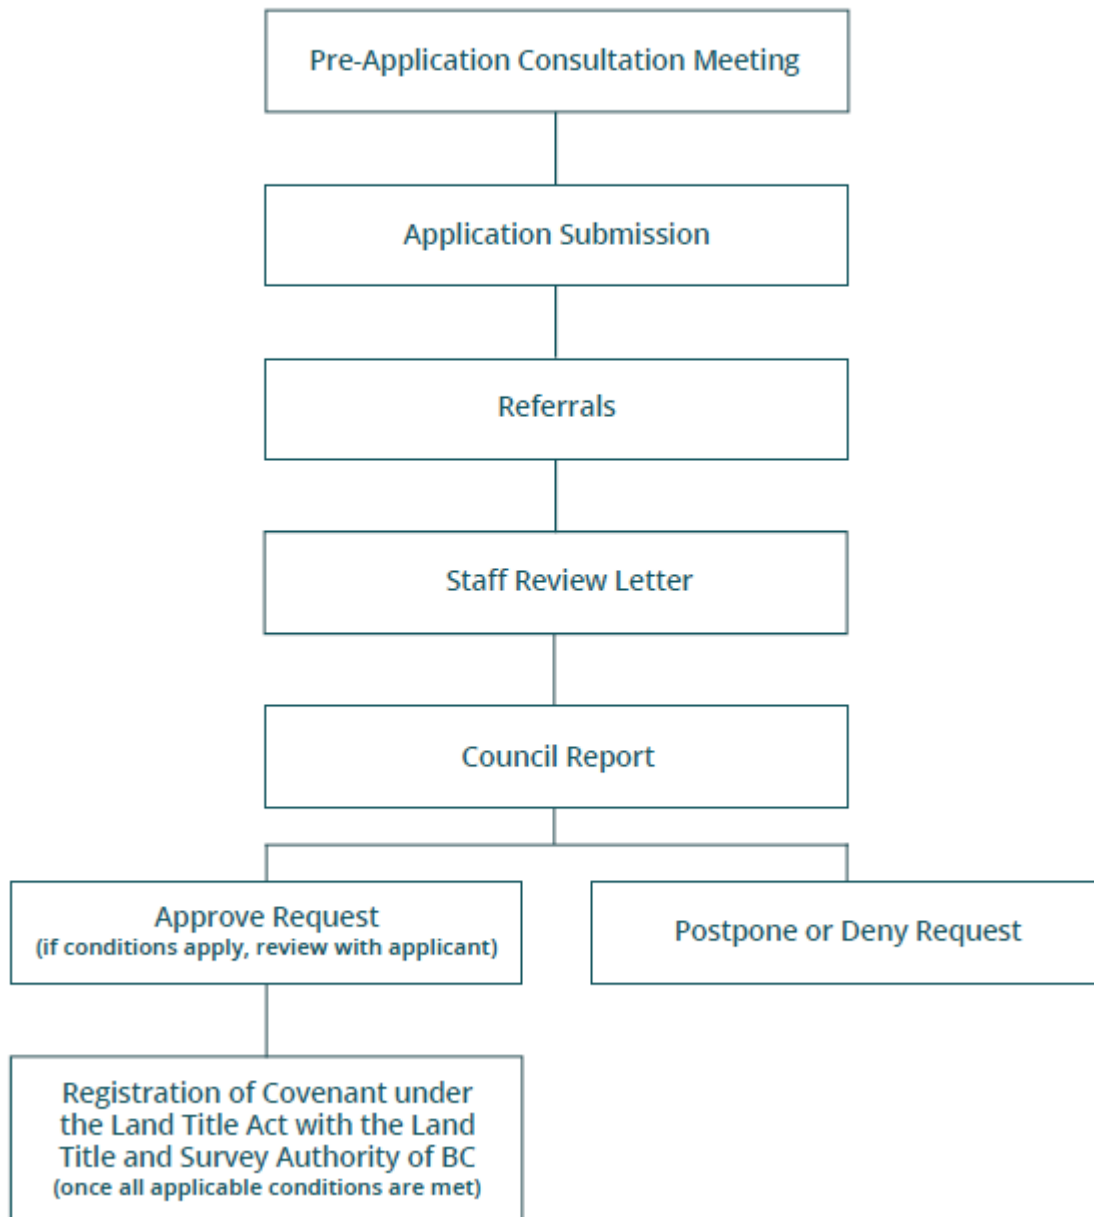 Pre-Application Consultation Meeting
Application Submission
Referrals
Staff Review Letter
Council Report
Approve Request
(if conditions apply, review with applicant)
Postpone or Deny Request
Registration of Covenant under
the Land Title Act with the Land
Title and Survey Authority of BC
(once all applicable conditions are met)